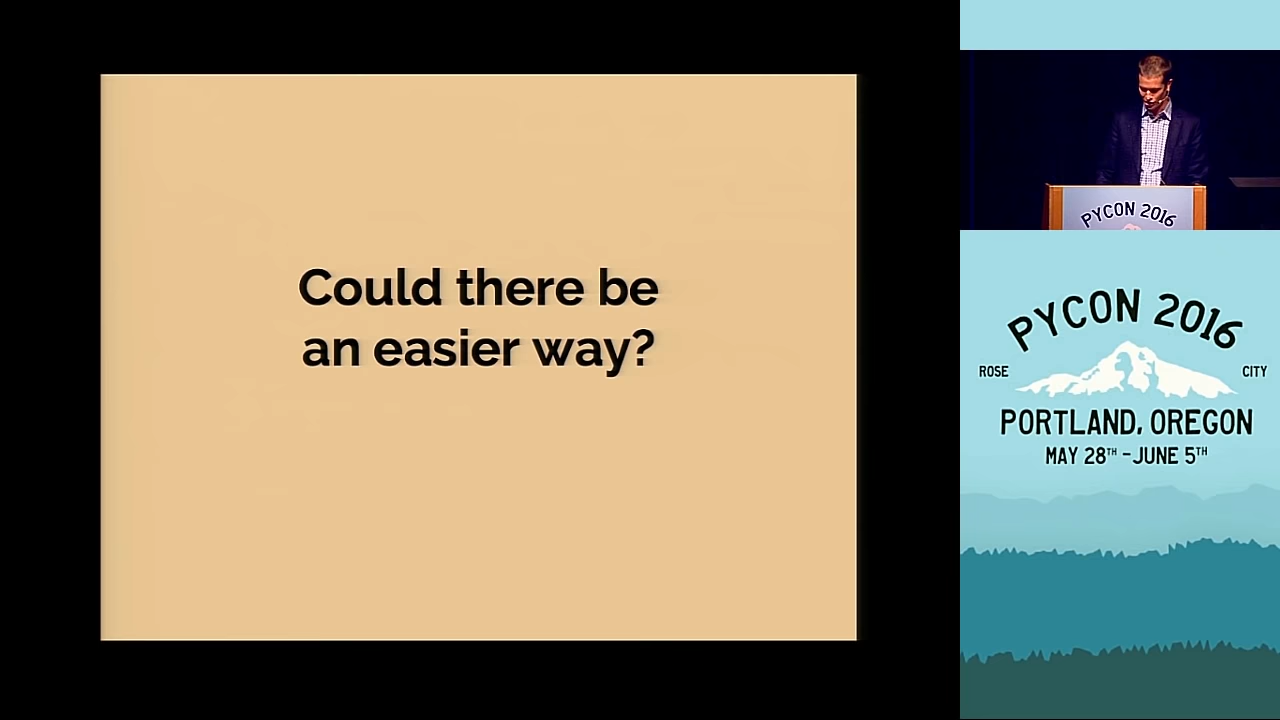 Could there be
an easier way?
PYCON 2016
PYCON 2016
ROSE
CITY
PORTLAND, OREGON
MAY 28TH - JUNE 5TH